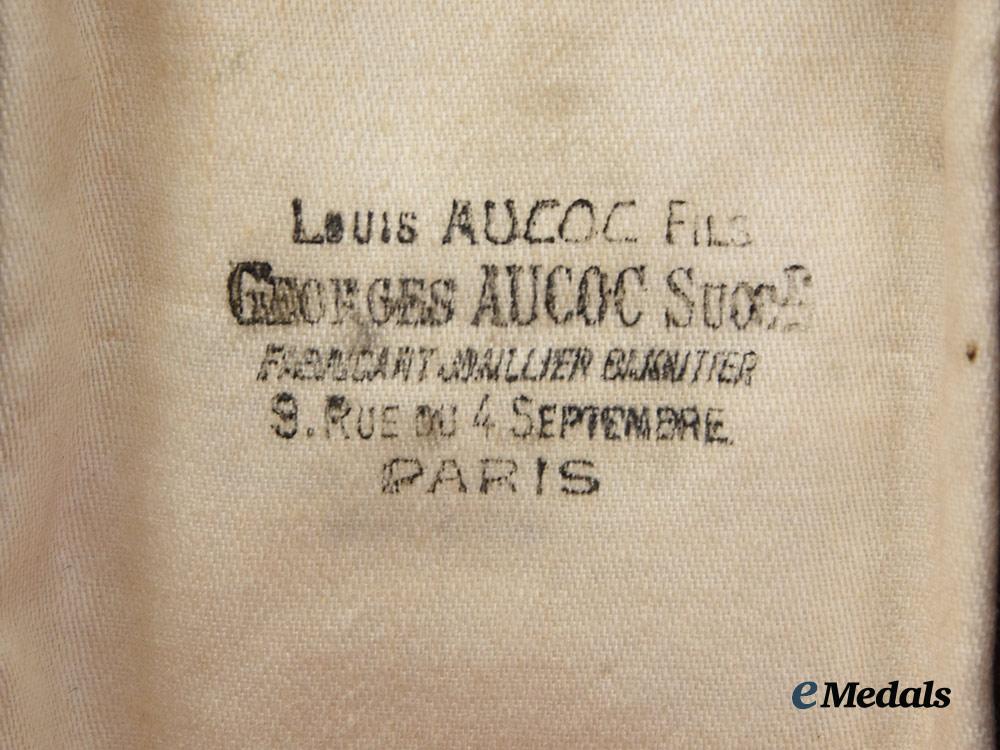 Louis AUCOC FILS
GEORGES AUCOC SUCCR
FABRICANT JOAILLIER BIJOUTIER
9. RUE DU 4 SEPTEMBRE
PARIS
eMedals